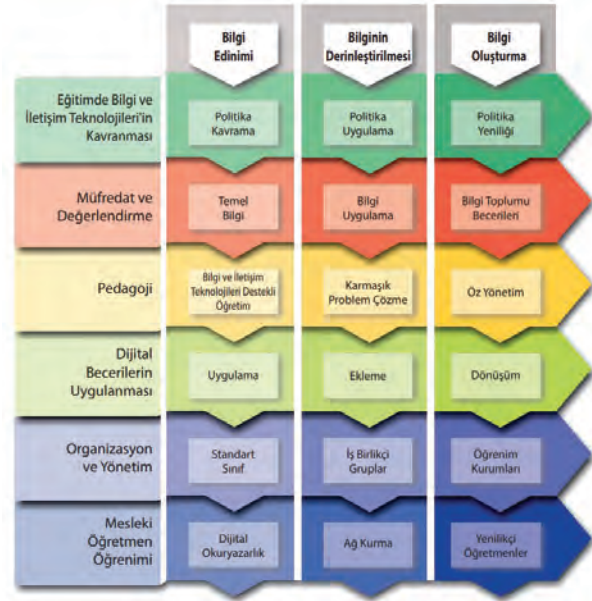 Bilgi
Edinimi
Bilginin
Derinleştirilmesi
Bilgi
Oluşturma
Eğitimde Bilgi ve
İletişim Teknolojileri'in
Kavranması
Politika
Kavrama
Politika
Uygulama
Politika
Yeniliği
Müfredat ve
Değerlendirme
Temel
Bilgi
Bilgi
Uygulama
Bilgi Toplumu
Becerileri
Pedagoji
Bilgi ve İletişim
Teknolojileri Destekli
Öğretim
Karmaşık
Problem Çözme
Öz Yönetim
Dijital
Becerilerin
Uygulanması
Uygulama
Ekleme
Dönüşüm
Organizasyon
ve Yönetim
Standart
Sınıf
İş Birlikçi
Gruplar
Öğrenim
Kurumları
Mesleki
Öğretmen
Öğrenimi
Dijital
Okuryazarlık
Ağ Kurma
Yenilikçi
Öğretmenler